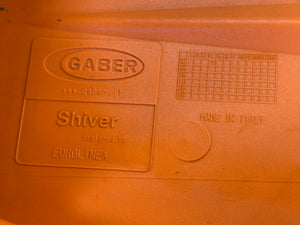 GABER
www.gaber.it
Shiver
designed by
EUROLINEA
MADE IN ITALY